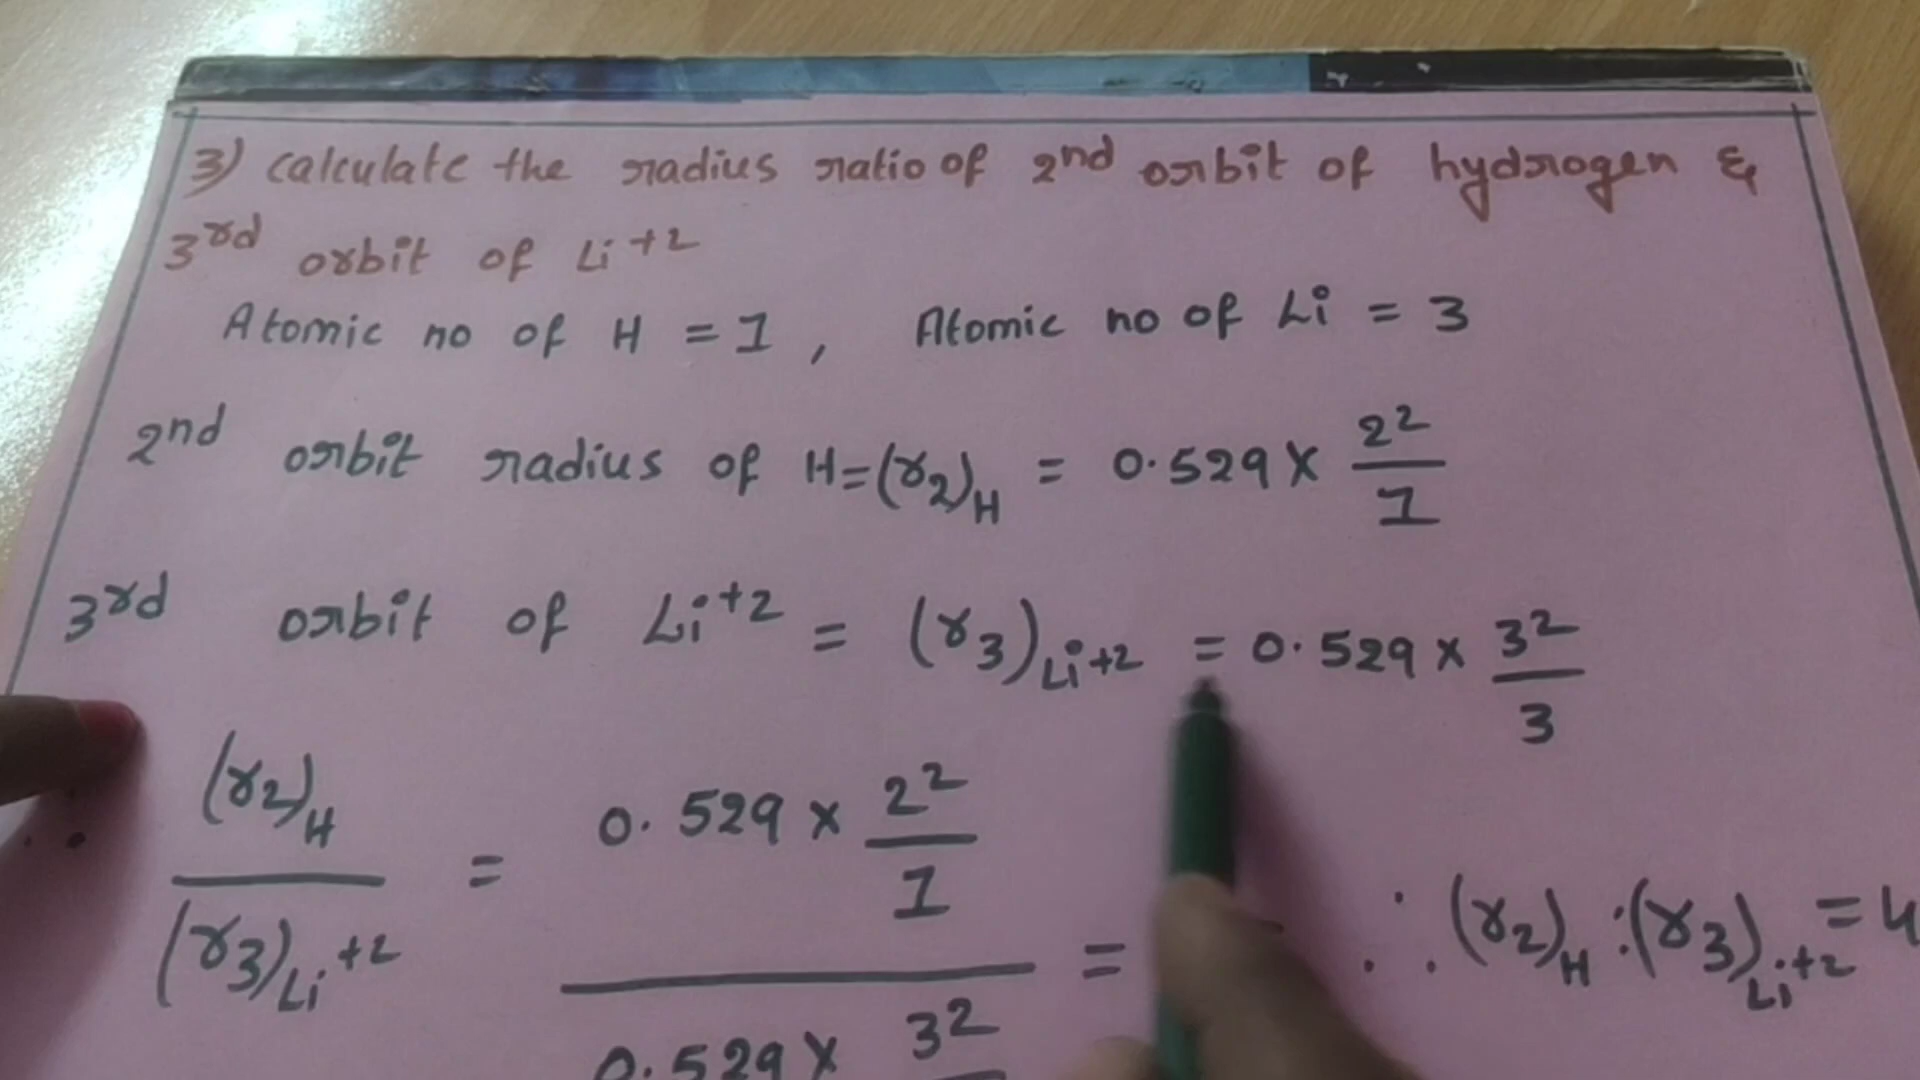 3) calculate the radius ratio of 2nd orbit of hydrogen &
3rd orbit of Li+2
Atomic no of H = 1 , Atomic no of Li = 3
2nd orbit radius of H = (r2)H = 0.529 × 2²/1
3rd orbit of Li+2 = (r3)Li+2 = 0.529 × 3²/3
∴ (r2)H/(r3)Li+2 = 0.529 × 2²/1 / 0.529 × 3² =
∴ (r2)H : (r3)Li+2 = 4